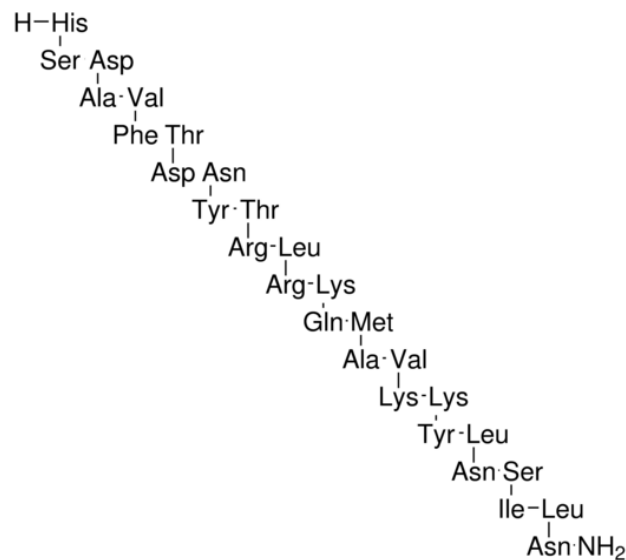 H-His
Ser Asp
Ala-Val
Phe Thr
Asp Asn
Tyr-Thr
Arg-Leu
Arg-Lys
Gln-Met
Ala-Val
Lys-Lys
Tyr-Leu
Asn-Ser
Ile-Leu
Asn-NH₂